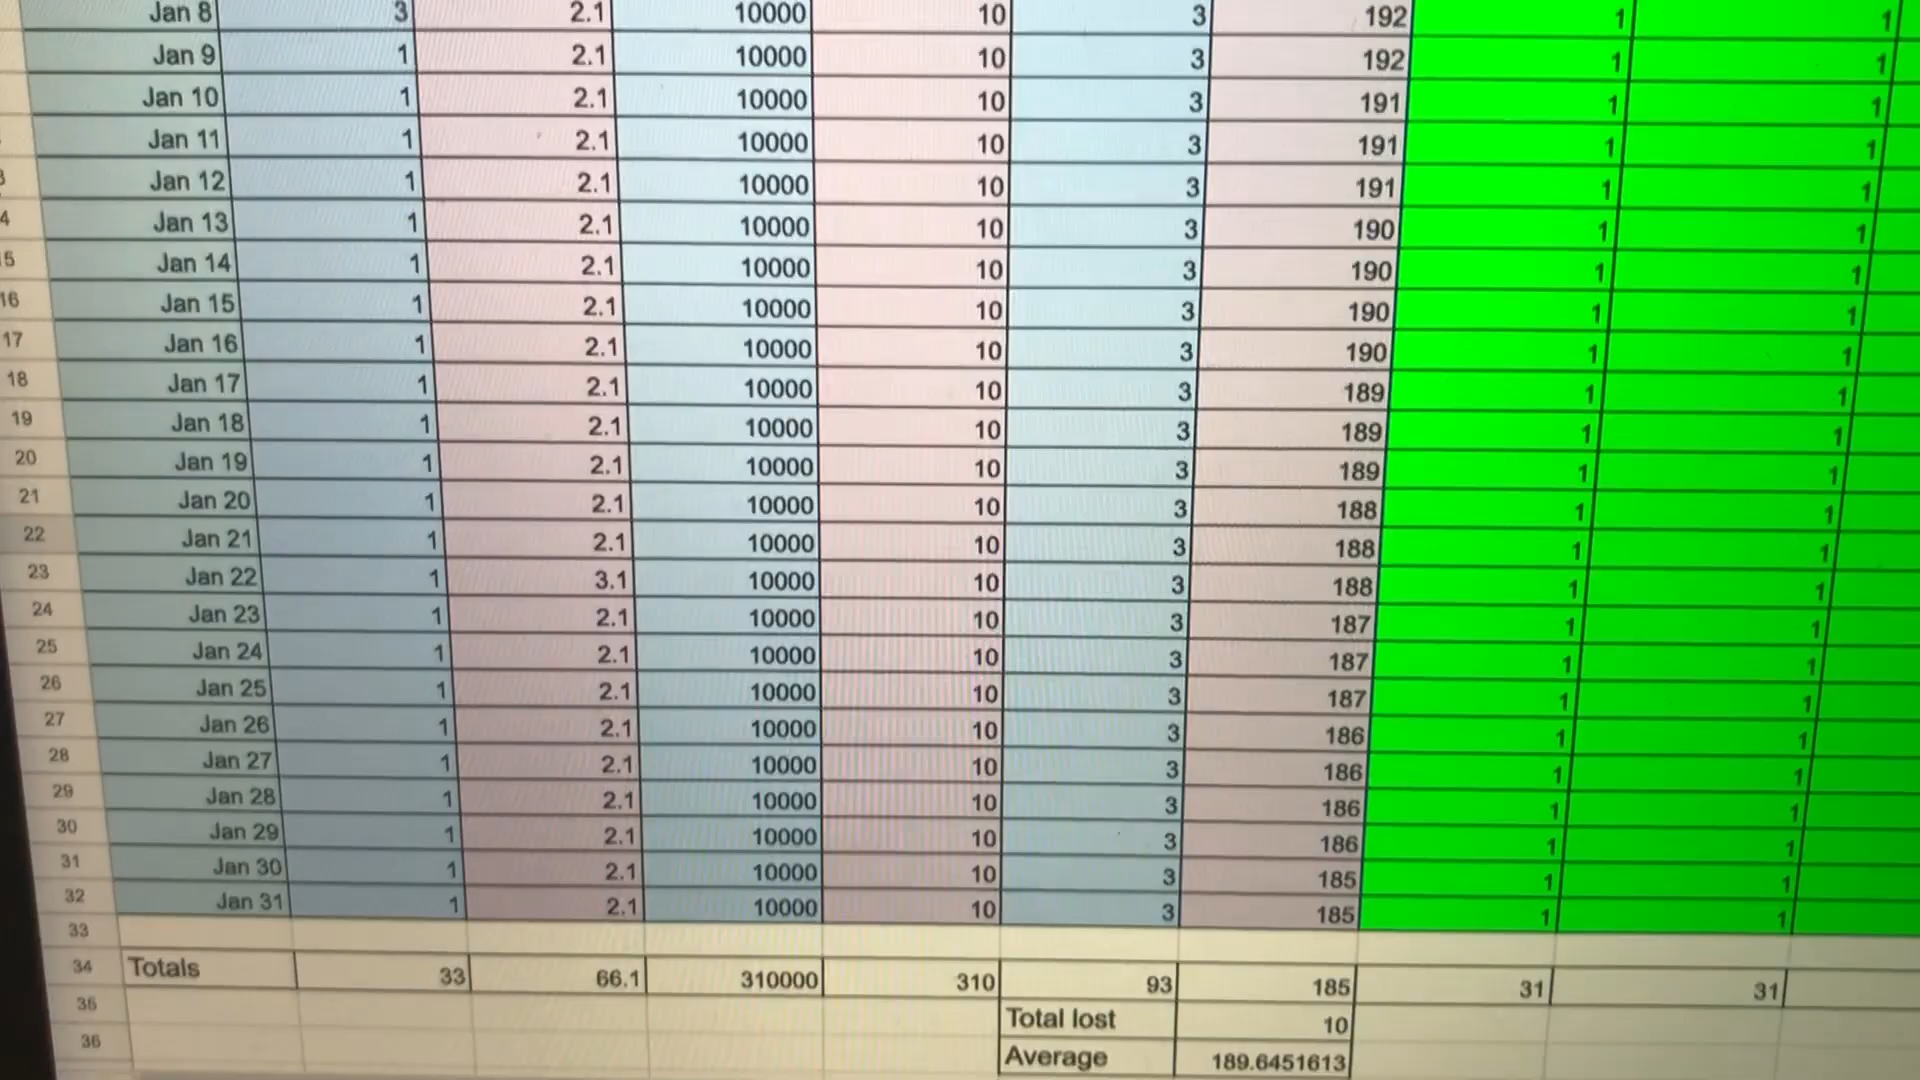 Jan 8 3 2.1 10000 10 3 192 1 1
Jan 9 1 2.1 10000 10 3 192 1 1
Jan 10 1 2.1 10000 10 3 191 1 1
Jan 11 1 2.1 10000 10 3 191 1 1
Jan 12 1 2.1 10000 10 3 191 1 1
4 Jan 13 1 2.1 10000 10 3 190 1 1
15 Jan 14 1 2.1 10000 10 3 190 1 1
16 Jan 15 1 2.1 10000 10 3 190 1 1
17 Jan 16 1 2.1 10000 10 3 190 1 1
18 Jan 17 1 2.1 10000 10 3 189 1 1
19 Jan 18 1 2.1 10000 10 3 189 1 1
20 Jan 19 1 2.1 10000 10 3 189 1 1
21 Jan 20 1 2.1 10000 10 3 188 1 1
22 Jan 21 1 2.1 10000 10 3 188 1 1
23 Jan 22 1 3.1 10000 10 3 188 1 1
24 Jan 23 1 2.1 10000 10 3 187 1 1
25 Jan 24 1 2.1 10000 10 3 187 1 1
26 Jan 25 1 2.1 10000 10 3 187 1 1
27 Jan 26 1 2.1 10000 10 3 186 1 1
28 Jan 27 1 2.1 10000 10 3 186 1 1
29 Jan 28 1 2.1 10000 10 3 186 1 1
30 Jan 29 1 2.1 10000 10 3 186 1 1
31 Jan 30 1 2.1 10000 10 3 185 1 1
32 Jan 31 1 2.1 10000 10 3 185 1 1
33
34 Totals 33 66.1 310000 310 93 185 31 31
Total lost 10
36 Average 189.6451613